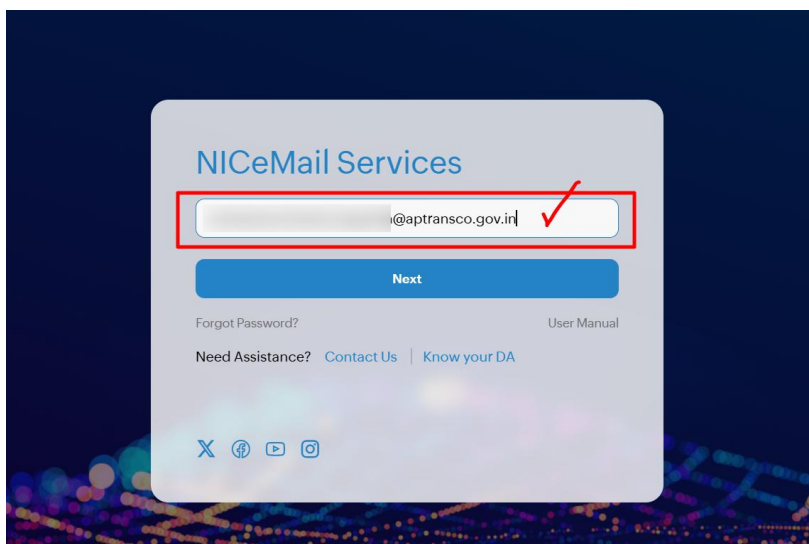 NICeMail Services
@aptransco.gov.in
Next
Forgot Password? User Manual
Need Assistance? Contact Us | Know your DA